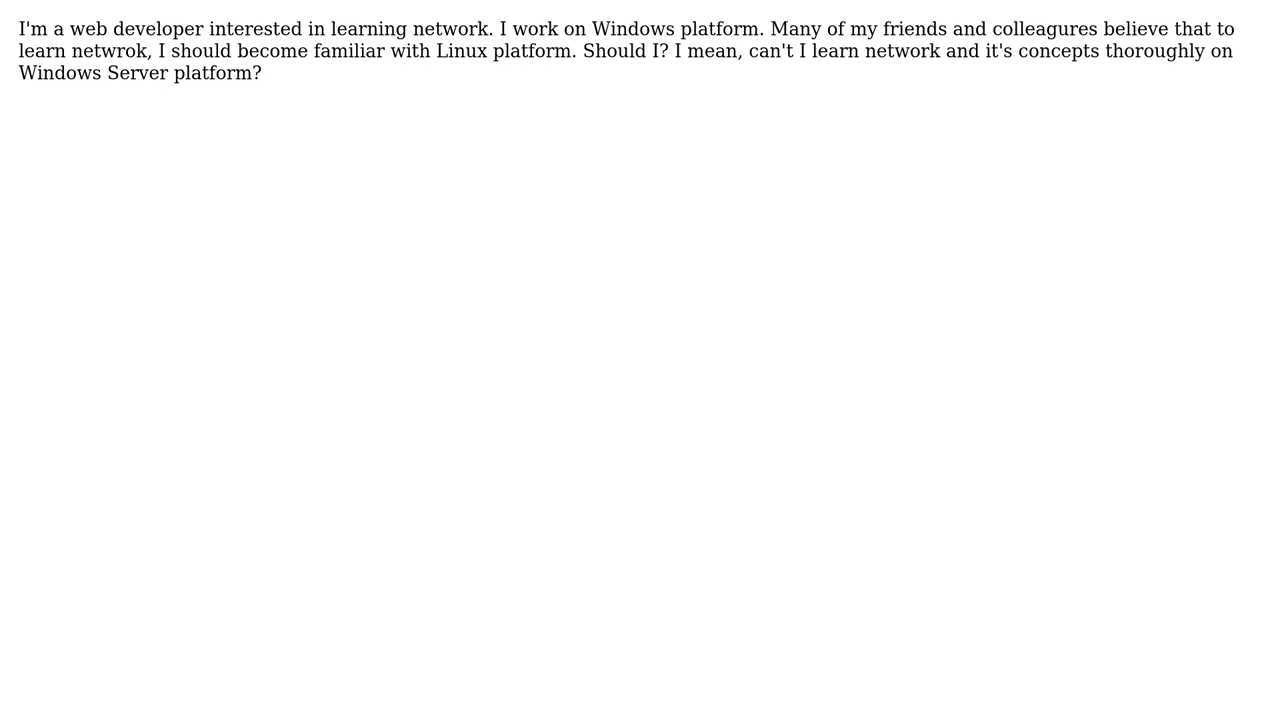 I'm a web developer interested in learning network. I work on Windows platform. Many of my friends and colleagures believe that to
learn netwrok, I should become familiar with Linux platform. Should I? I mean, can't I learn network and it's concepts thoroughly on
Windows Server platform?